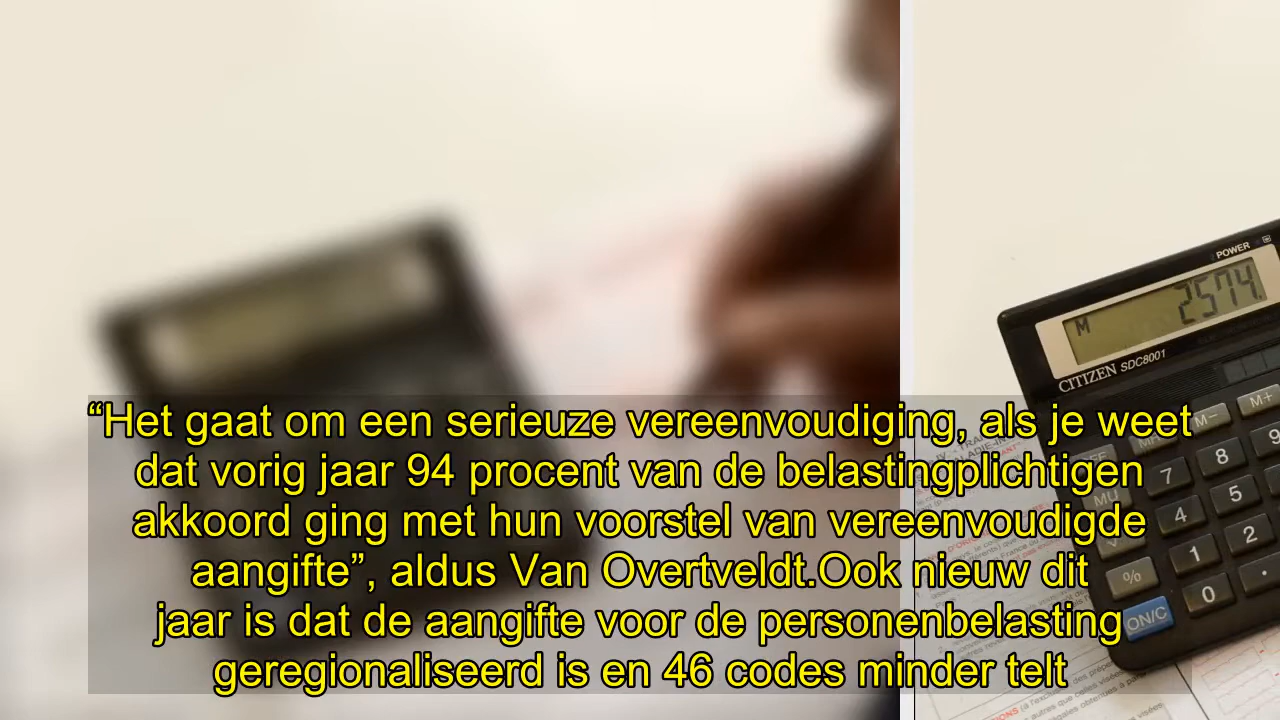 POWER
M 2574.
CITIZEN SDC8001
“Het gaat om een serieuze vereenvoudiging, als je weet
dat vorig jaar 94 procent van de belastingplichtigen
akkoord ging met hun voorstel van vereenvoudigde
aangifte”, aldus Van Overtveldt.Ook nieuw dit
jaar is dat de aangifte voor de personenbelasting
geregionaliseerd is en 46 codes minder telt
M− M+
7 8 9
MU 4 5
% 1 2
ON/C 0 .